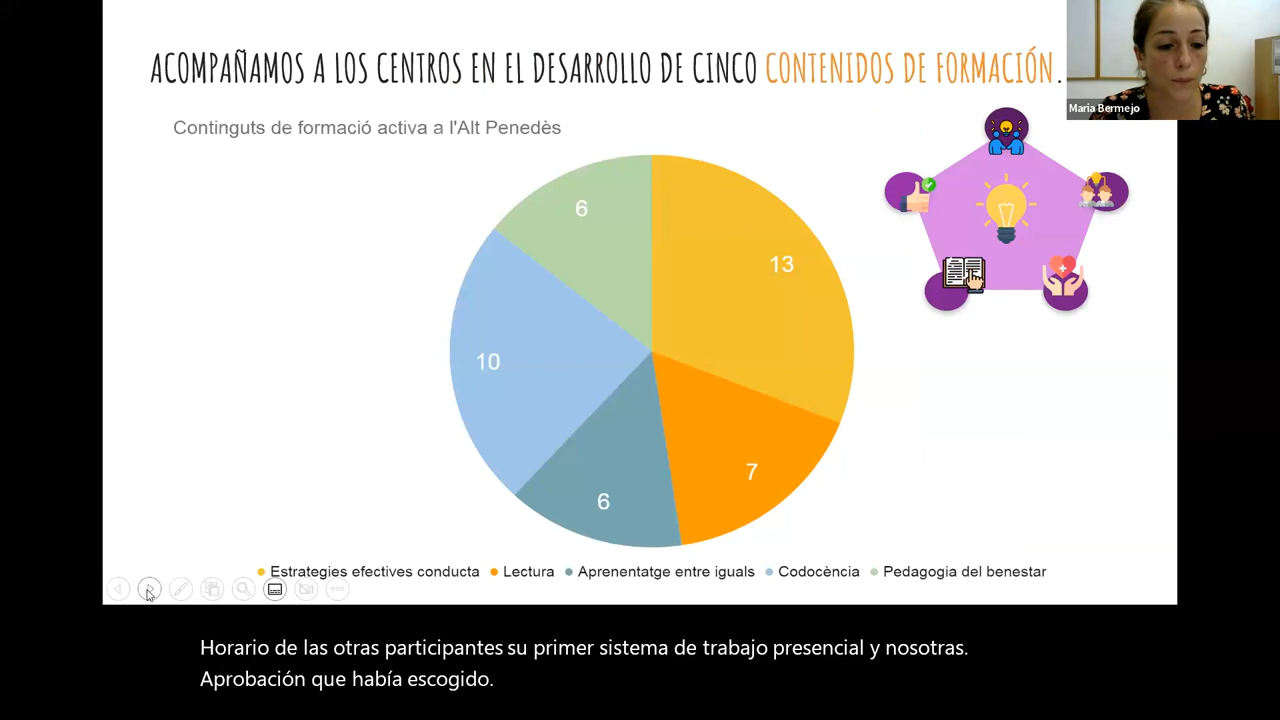 ACOMPAÑAMOS A LOS CENTROS EN EL DESARROLLO DE CINCO CONTENIDOS DE FORMACIÓN.
Maria Bermejo
Continguts de formació activa a l'Alt Penedès
6
13
10
7
6
Estrategies efectives conducta Lectura Aprenentatge entre iguals Codocència Pedagogia del benestar
Horario de las otras participantes su primer sistema de trabajo presencial y nosotras.
Aprobación que había escogido.